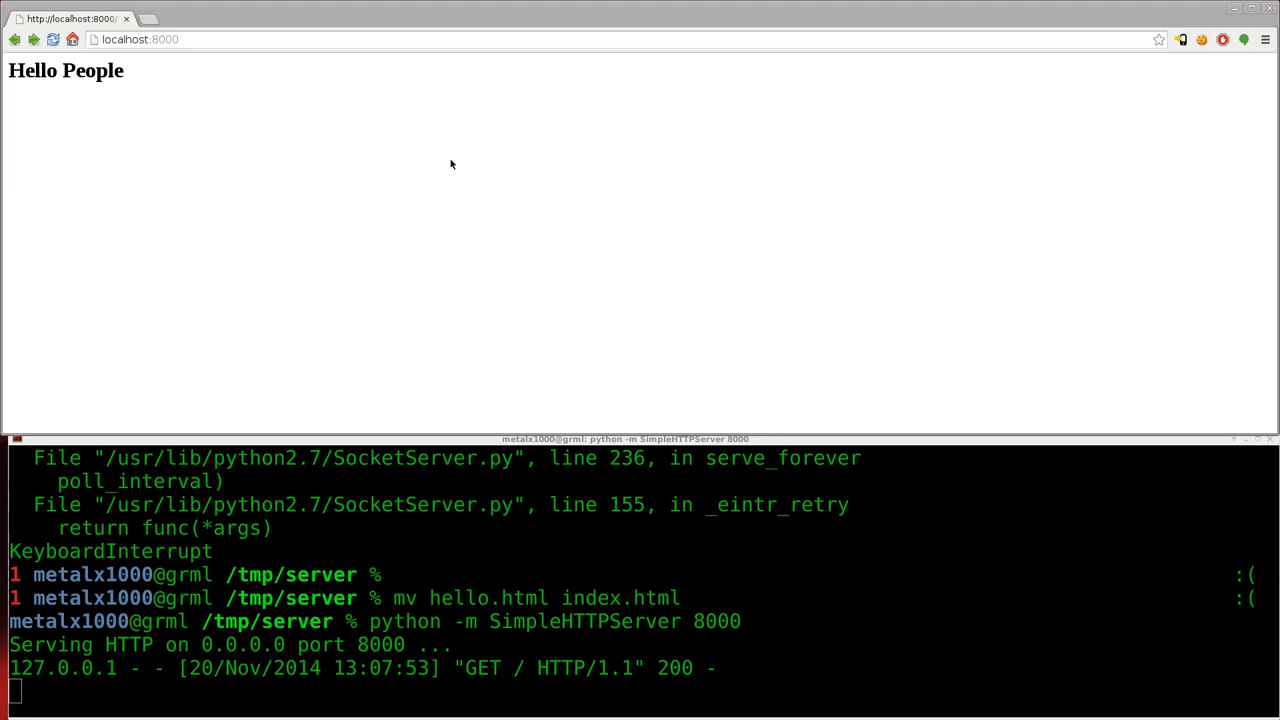 http://localhost:8000/
localhost:8000
Hello People
metalx1000@grml: python -m SimpleHTTPServer 8000
File "/usr/lib/python2.7/SocketServer.py", line 236, in serve_forever
poll_interval)
File "/usr/lib/python2.7/SocketServer.py", line 155, in _eintr_retry
return func(*args)
KeyboardInterrupt
1 metalx1000@grml /tmp/server % :(
1 metalx1000@grml /tmp/server % mv hello.html index.html :(
metalx1000@grml /tmp/server % python -m SimpleHTTPServer 8000
Serving HTTP on 0.0.0.0 port 8000 ...
127.0.0.1 - - [20/Nov/2014 13:07:53] "GET / HTTP/1.1" 200 -